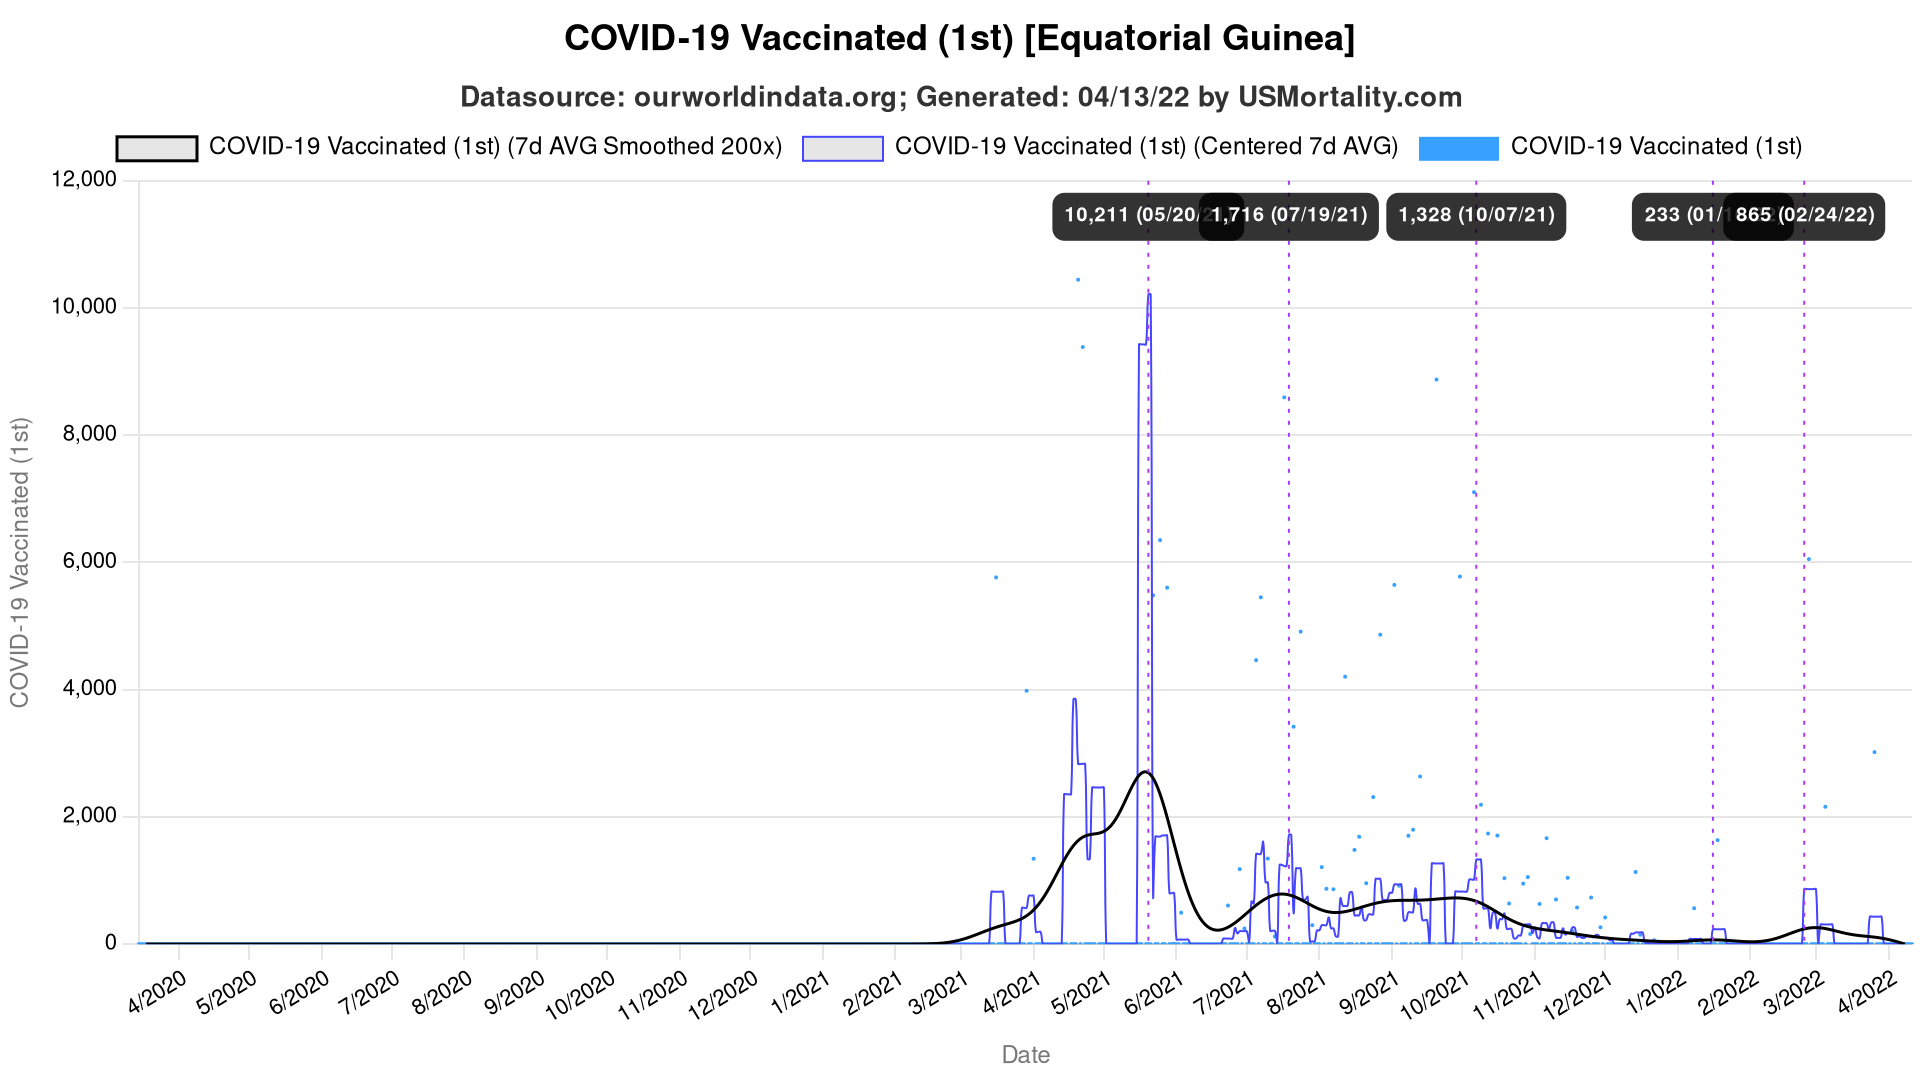 COVID-19 Vaccinated (1st) [Equatorial Guinea]
Datasource: ourworldindata.org; Generated: 04/13/22 by USMortality.com
COVID-19 Vaccinated (1st) (7d AVG Smoothed 200x) COVID-19 Vaccinated (1st) (Centered 7d AVG) COVID-19 Vaccinated (1st)
12,000
10,211 (05/20/ 1,716 (07/19/21) 1,328 (10/07/21) 233 (01/ 865 (02/24/22)
10,000
8,000
6,000
4,000
2,000
0
COVID-19 Vaccinated (1st)
4/2020 5/2020 6/2020 7/2020 8/2020 9/2020 10/2020 11/2020 12/2020 1/2021 2/2021 3/2021 4/2021 5/2021 6/2021 7/2021 8/2021 9/2021 10/2021 11/2021 12/2021 1/2022 2/2022 3/2022 4/2022
Date